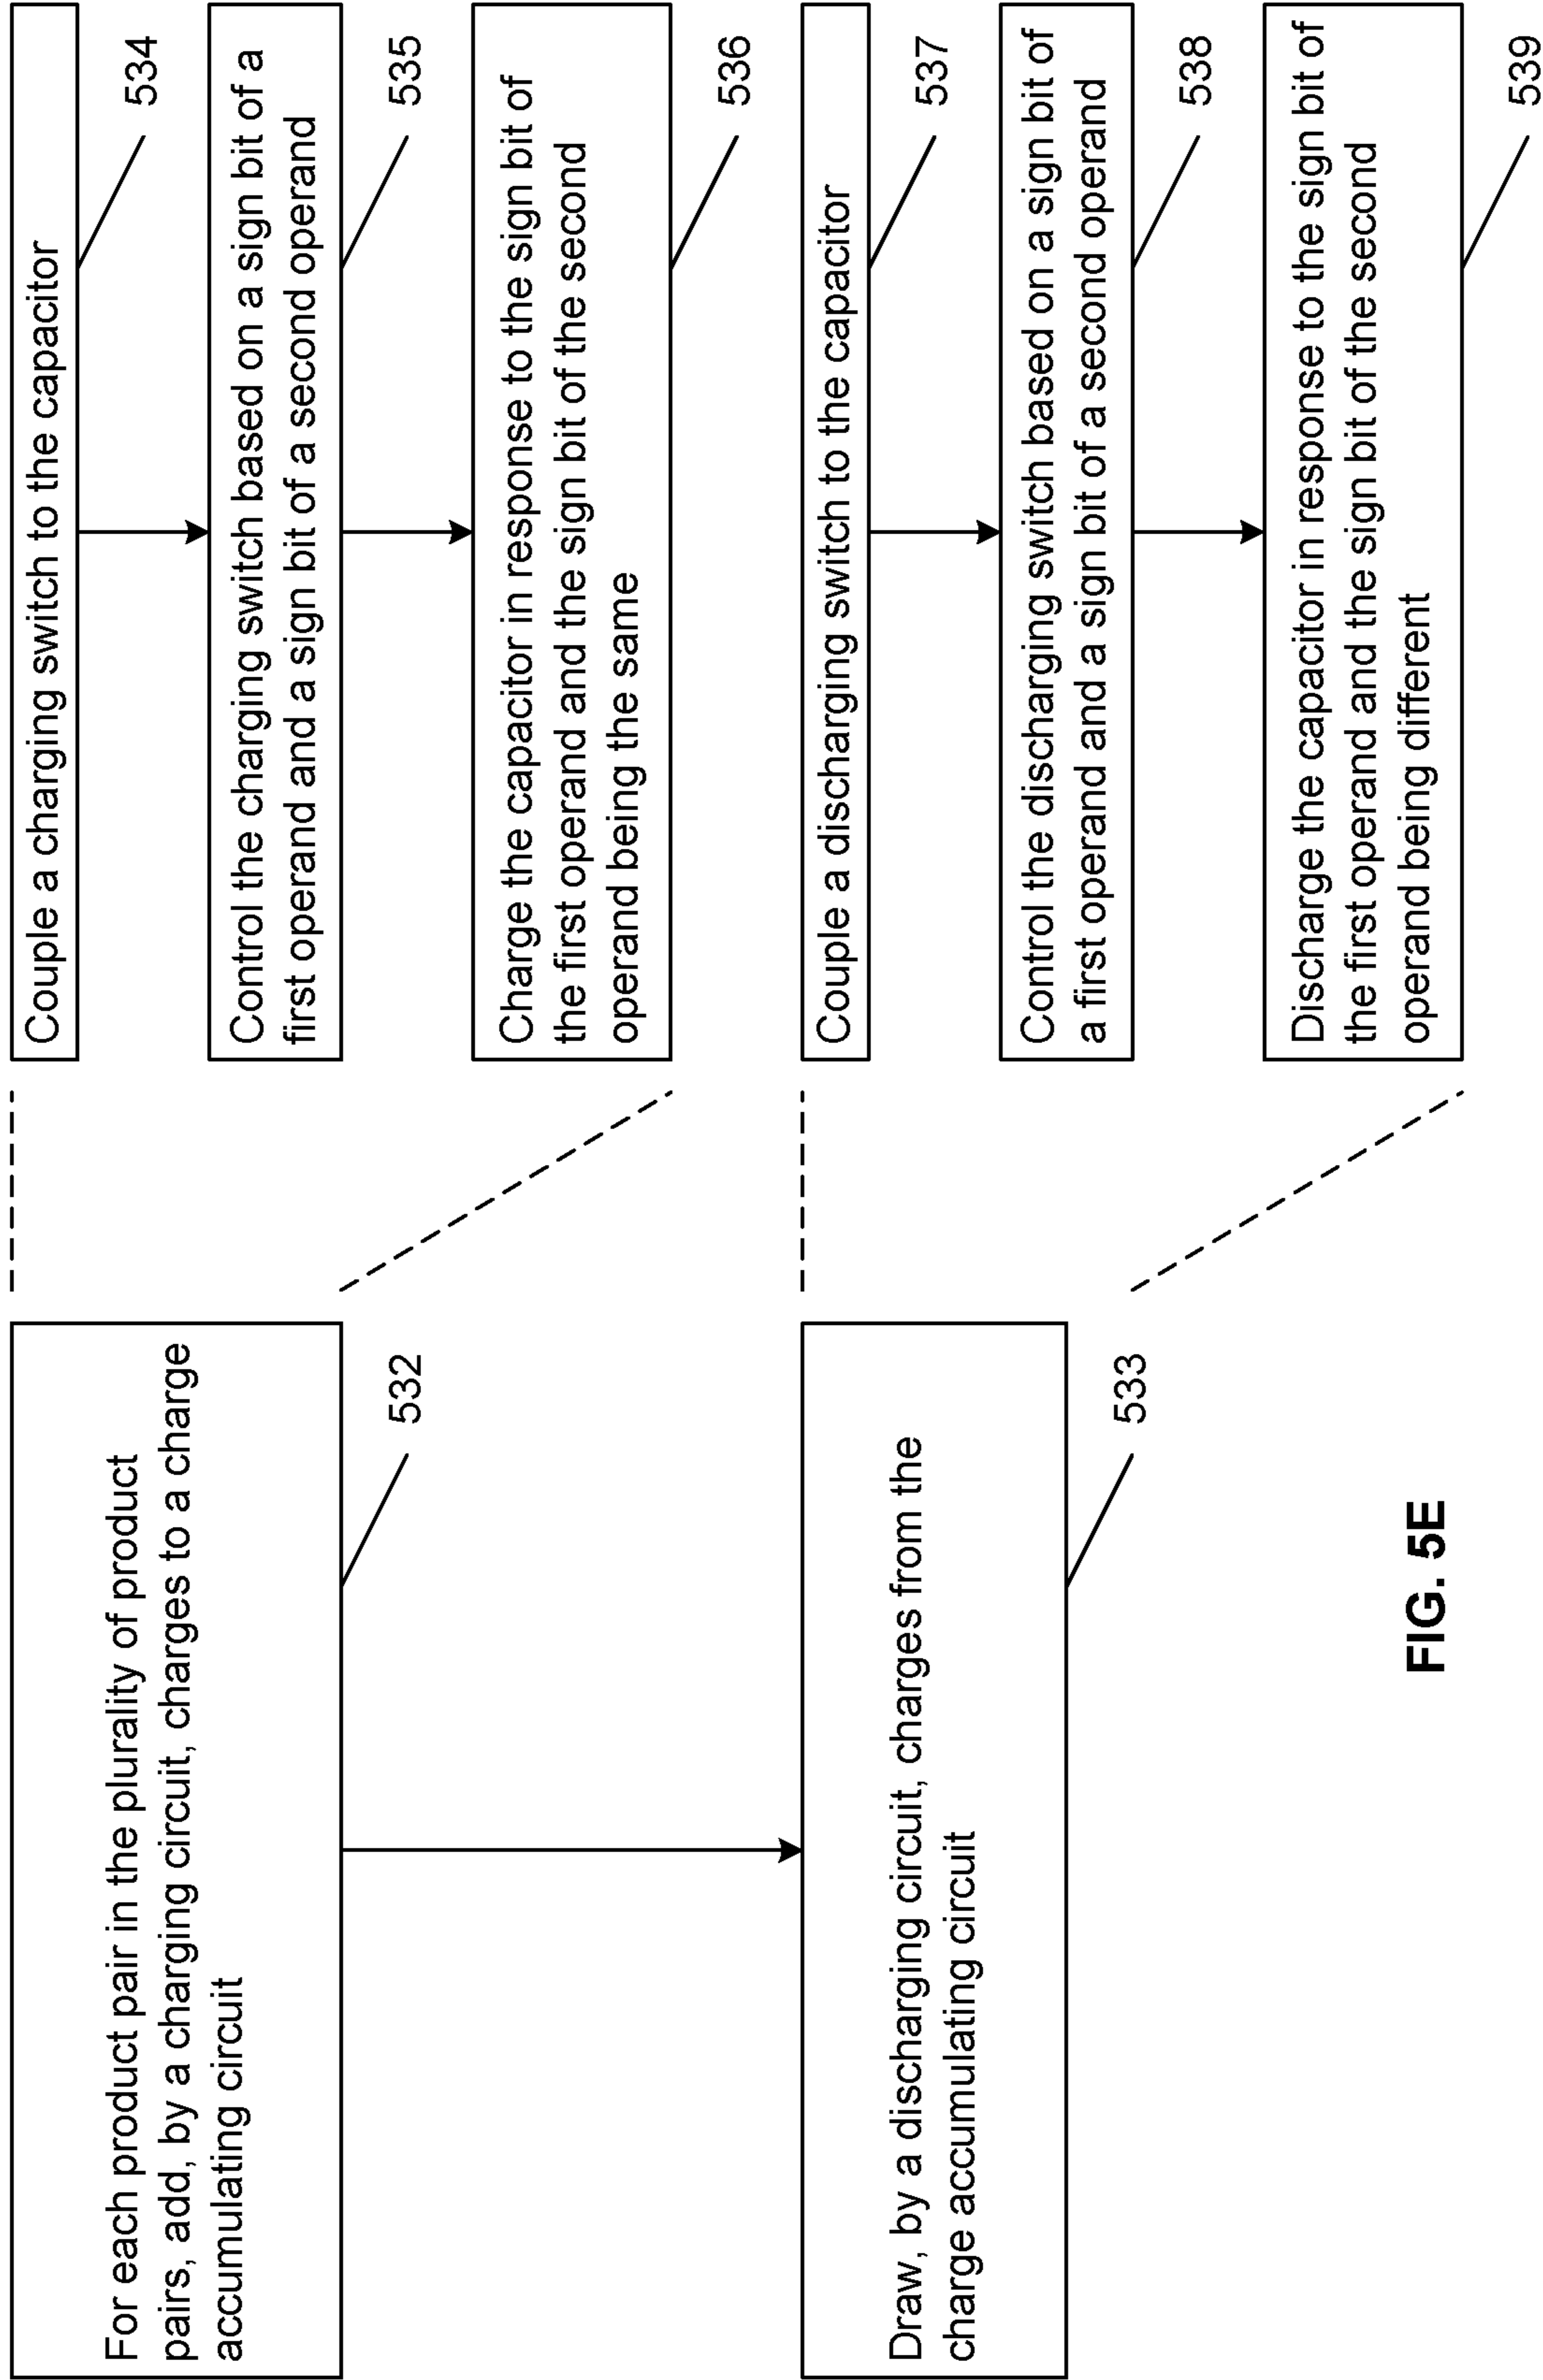 For each product pair in the plurality of product
pairs, add, by a charging circuit, charges to a charge
accumulating circuit
532
Draw, by a discharging circuit, charges from the
charge accumulating circuit
533
Couple a charging switch to the capacitor
534
Control the charging switch based on a sign bit of a
first operand and a sign bit of a second operand
535
Charge the capacitor in response to the sign bit of
the first operand and the sign bit of the second
operand being the same
536
Couple a discharging switch to the capacitor
537
Control the discharging switch based on a sign bit of
a first operand and a sign bit of a second operand
538
Discharge the capacitor in response to the sign bit of
the first operand and the sign bit of the second
operand being different
539
FIG. 5E